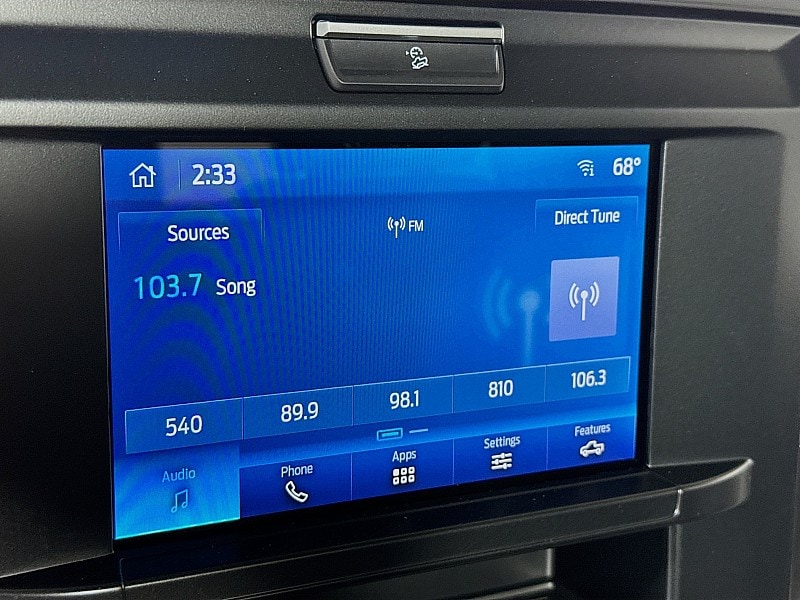 2:33
68°
Sources
FM
Direct Tune
103.7 Song
540 89.9 98.1 810 106.3
Audio Phone Apps Settings Features